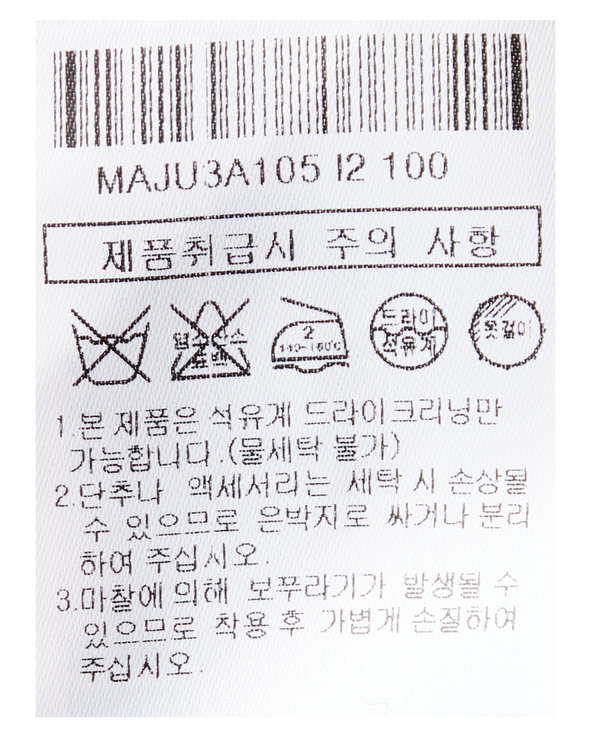 MAJU3A105 I2 100
제품취급시 주의 사항
염소산소
표백
2
140~160°C
드라이
석유계
옷걸이
1.본 제품은 석유계 드라이크리닝만
가능합니다.(물세탁 불가)
2.단추나 액세서리는 세탁 시 손상될
수 있으므로 은박지로 싸거나 분리
하여 주십시오.
3.마찰에 의해 보푸라기가 발생될 수
있으므로 착용 후 가볍게 손질하여
주십시오.